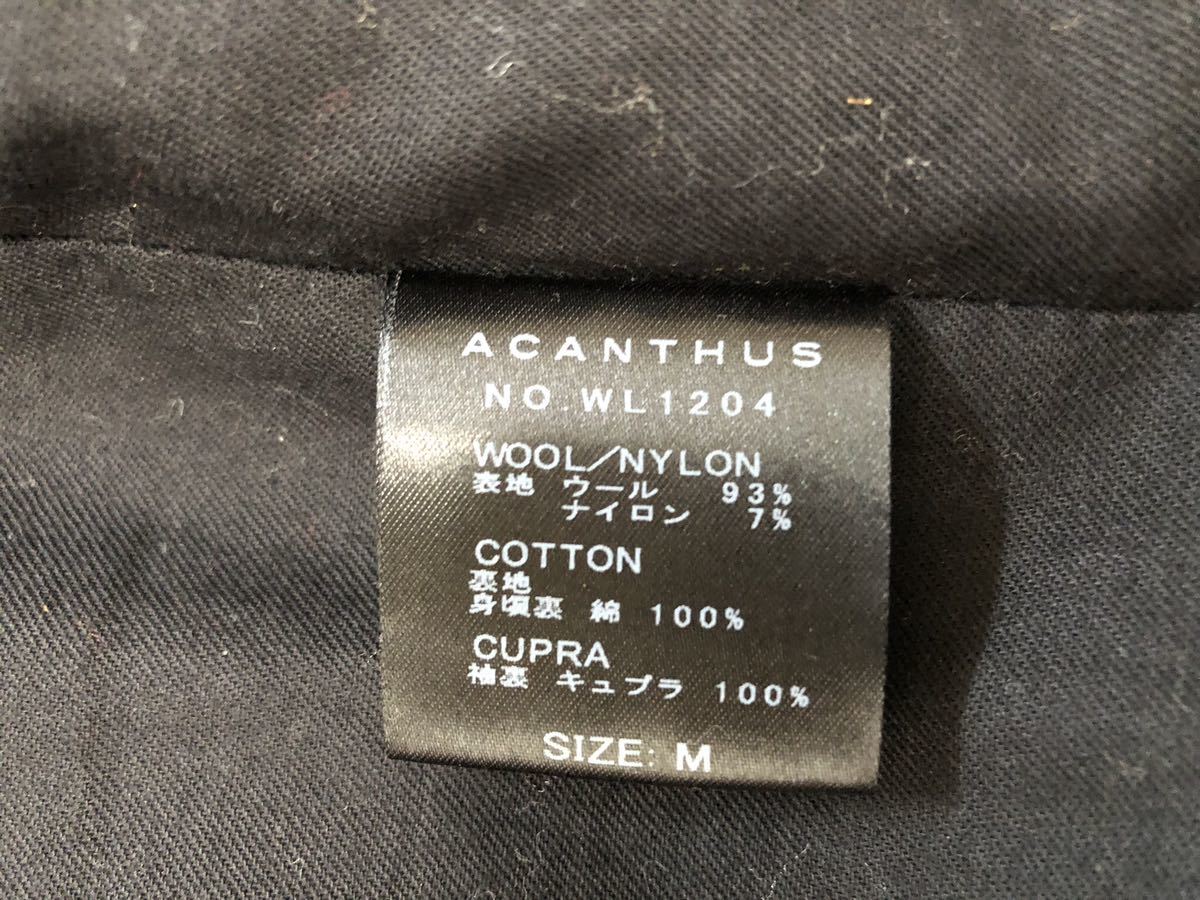 ACANTHUS
NO.WL1204
WOOL/NYLON
表地 ウール 93%
ナイロン 7%
COTTON
裏地
身頃裏 綿 100%
CUPRA
袖裏 キュプラ 100%
SIZE: M